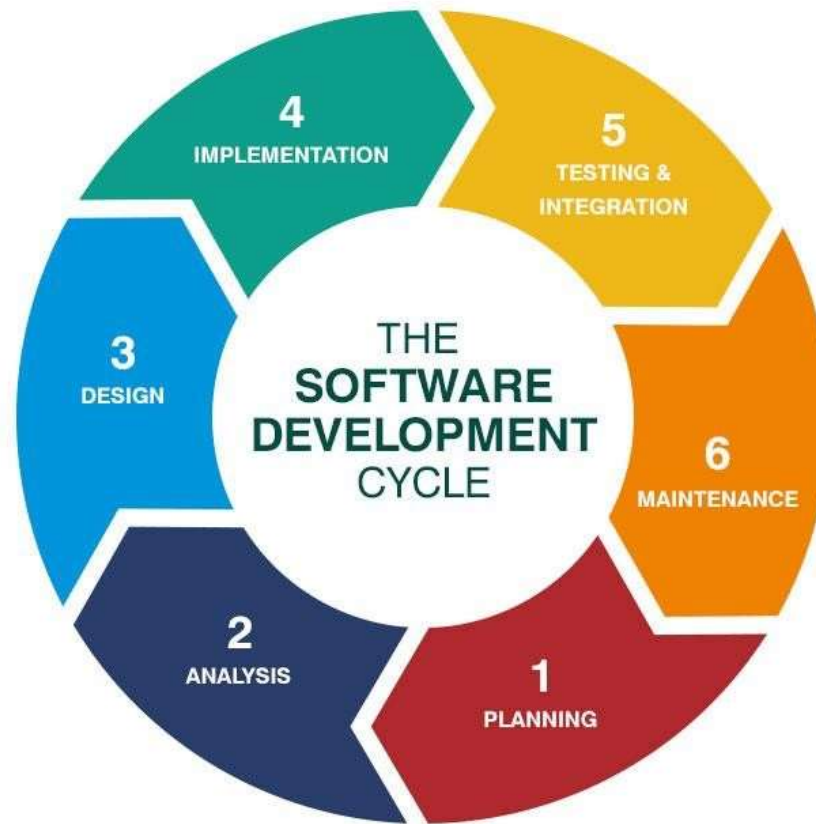 THE
SOFTWARE
DEVELOPMENT
CYCLE
1
PLANNING
2
ANALYSIS
3
DESIGN
4
IMPLEMENTATION
5
TESTING &
INTEGRATION
6
MAINTENANCE